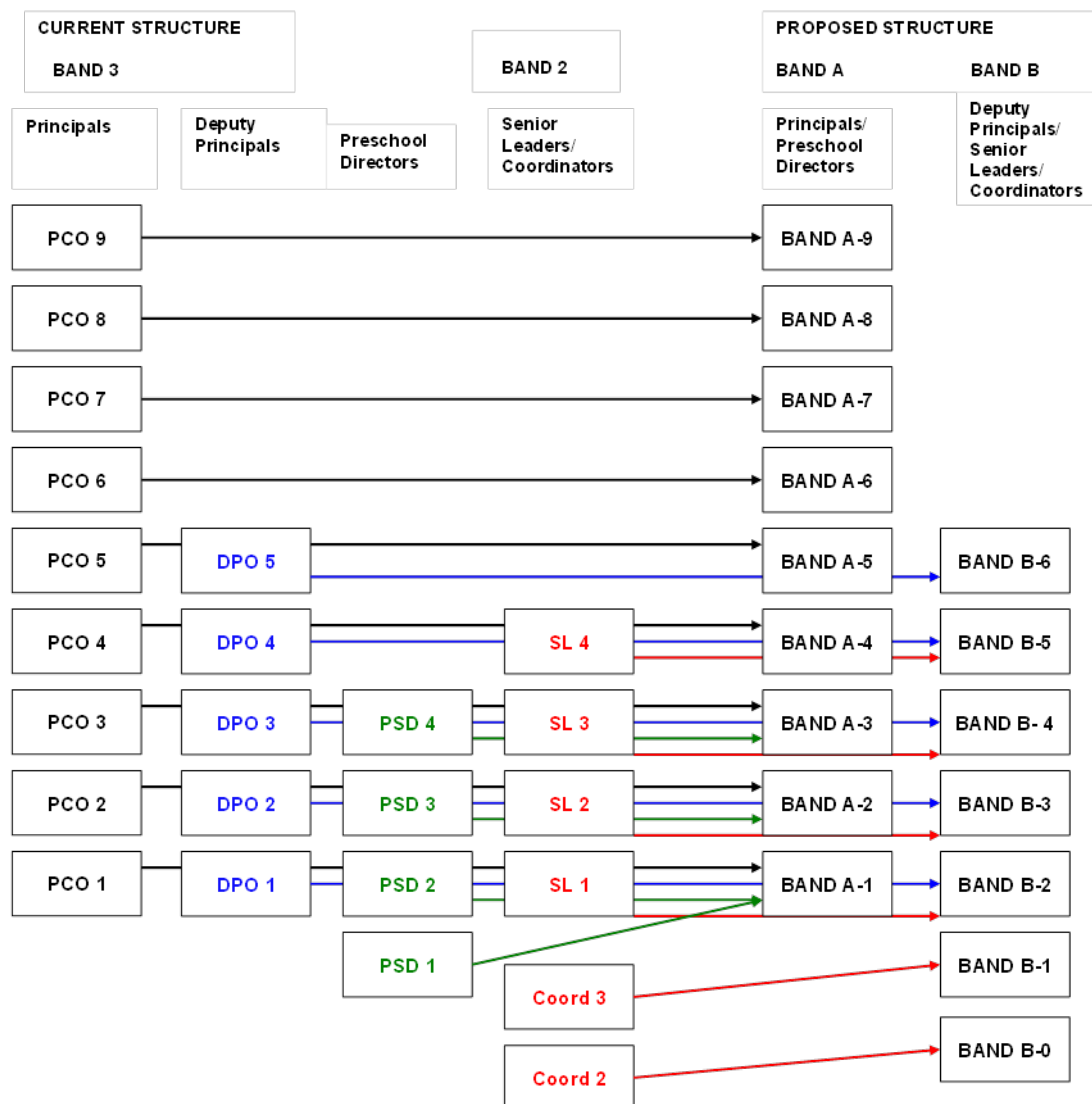 CURRENT STRUCTURE
BAND 3
BAND 2
PROPOSED STRUCTURE
BAND A
BAND B
Principals
Deputy
Principals
Preschool
Directors
Senior
Leaders/
Coordinators
Principals/
Preschool
Directors
Deputy
Principals/
Senior
Leaders/
Coordinators
PCO 9
BAND A-9
PCO 8
BAND A-8
PCO 7
BAND A-7
PCO 6
BAND A-6
PCO 5
DPO 5
BAND A-5
BAND B-6
PCO 4
DPO 4
SL 4
BAND A-4
BAND B-5
PCO 3
DPO 3
PSD 4
SL 3
BAND A-3
BAND B- 4
PCO 2
DPO 2
PSD 3
SL 2
BAND A-2
BAND B-3
PCO 1
DPO 1
PSD 2
SL 1
BAND A-1
BAND B-2
PSD 1
Coord 3
BAND B-1
Coord 2
BAND B-0